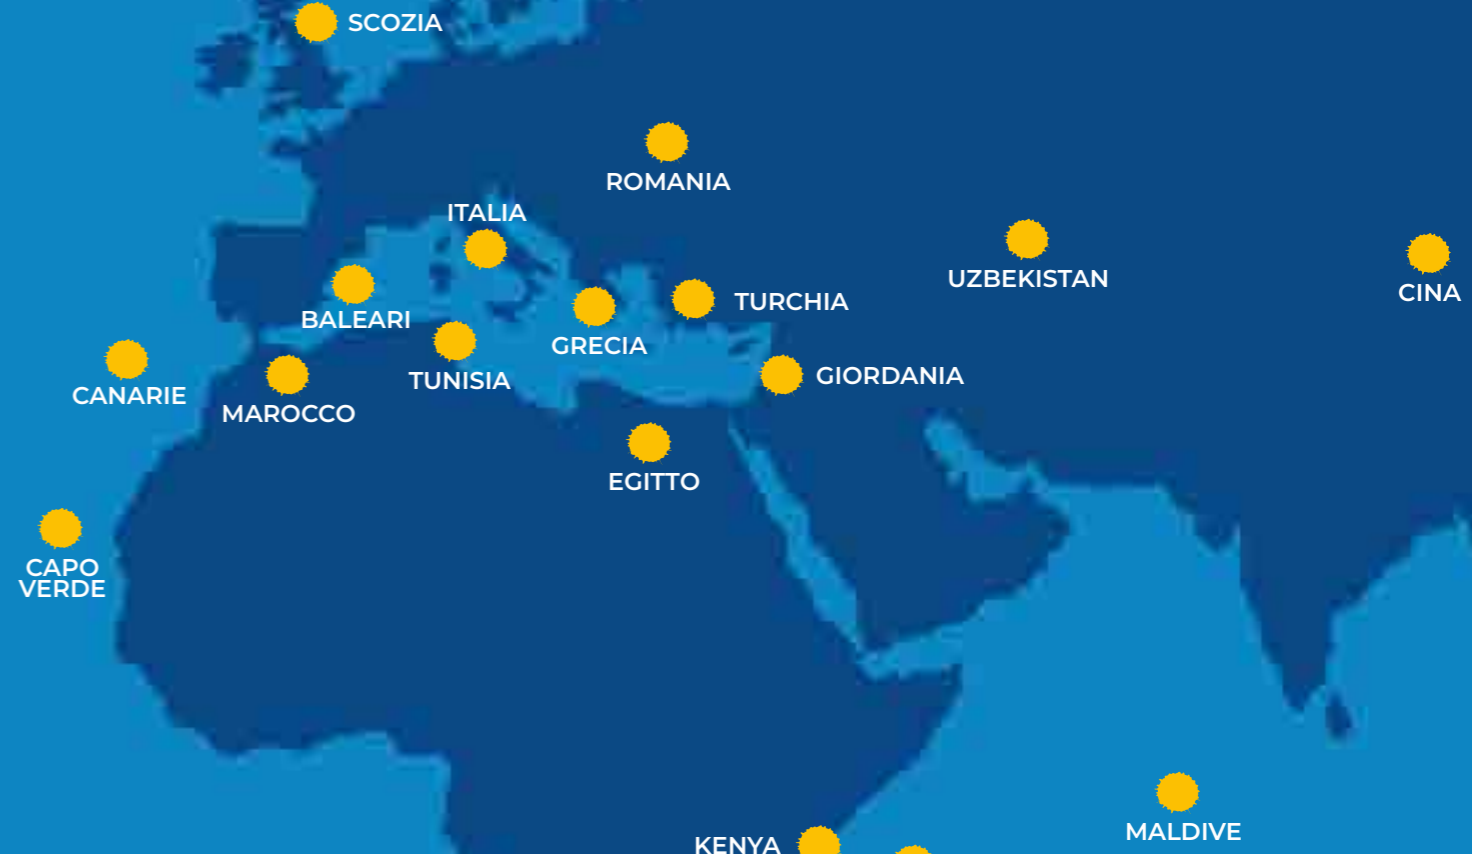 SCOZIA
ROMANIA
ITALIA
UZBEKISTAN
CINA
TURCHIA
BALEARI
GRECIA
GIORDANIA
TUNISIA
CANARIE
MAROCCO
EGITTO
CAPO
VERDE
MALDIVE
KENYA